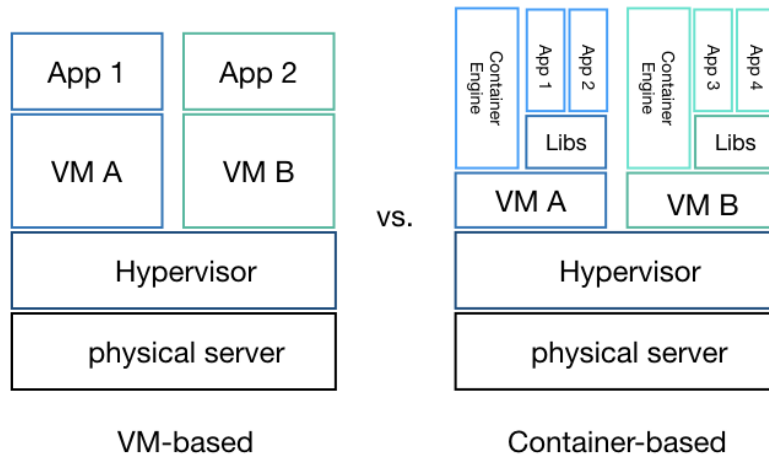 App 1
App 2
VM A
VM B
Hypervisor
physical server
VM-based
vs.
Container
Engine
App 1
App 2
Libs
Container
Engine
App 3
App 4
Libs
VM A
VM B
Hypervisor
physical server
Container-based